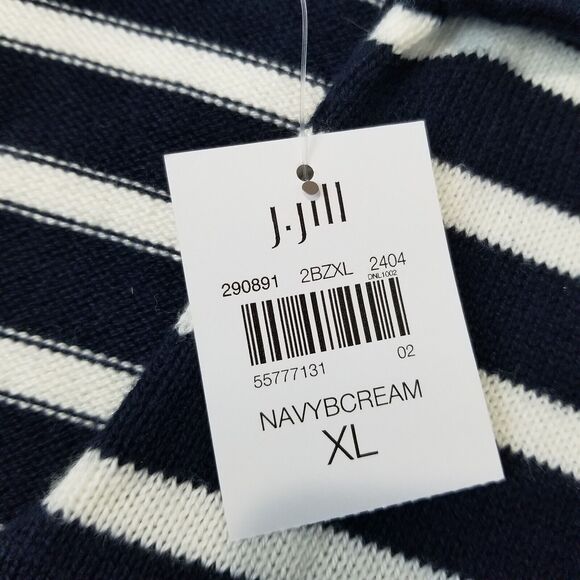 J.Jill
290891 2BZXL 2404
DNL1002
55777131 02
NAVYBCREAM
XL